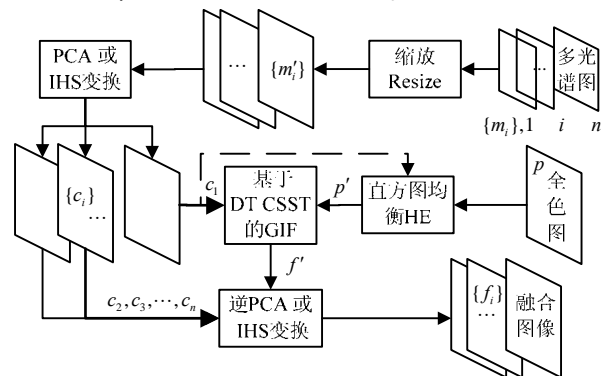 PCA 或
IHS变换
…
{m'ᵢ}
缩放
Resize
…
多光
谱图
{mᵢ},1 i n
{cᵢ}
…
c₁
基于
DT CSST
的GIF
p'
直方图均
衡HE
p
全
色
图
f'
c₂,c₃,⋯,cₙ
逆PCA 或
IHS变换
{fᵢ}
…
融合
图像